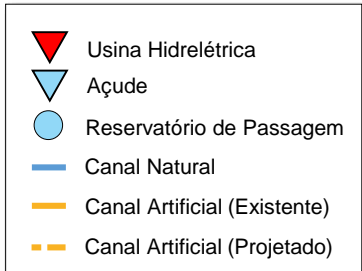 Usina Hidrelétrica
Açude
Reservatório de Passagem
Canal Natural
Canal Artificial (Existente)
Canal Artificial (Projetado)